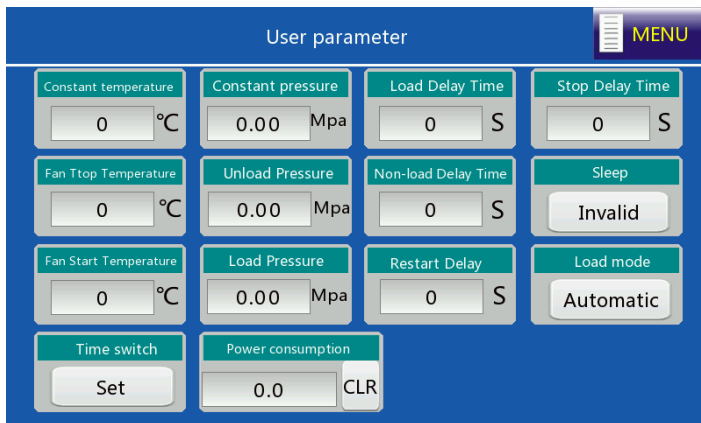 User parameter
MENU
Constant temperature
0 ℃
Constant pressure
0.00 Mpa
Load Delay Time
0 S
Stop Delay Time
0 S
Fan Ttop Temperature
0 ℃
Unload Pressure
0.00 Mpa
Non-load Delay Time
0 S
Sleep
Invalid
Fan Start Temperature
0 ℃
Load Pressure
0.00 Mpa
Restart Delay
0 S
Load mode
Automatic
Time switch
Set
Power consumption
0.0 CLR